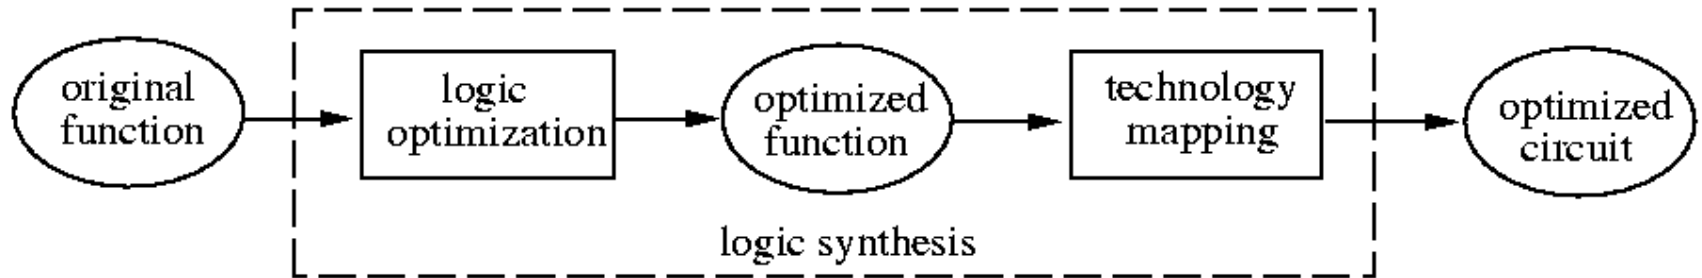 original
function
logic
optimization
optimized
function
technology
mapping
optimized
circuit
logic synthesis